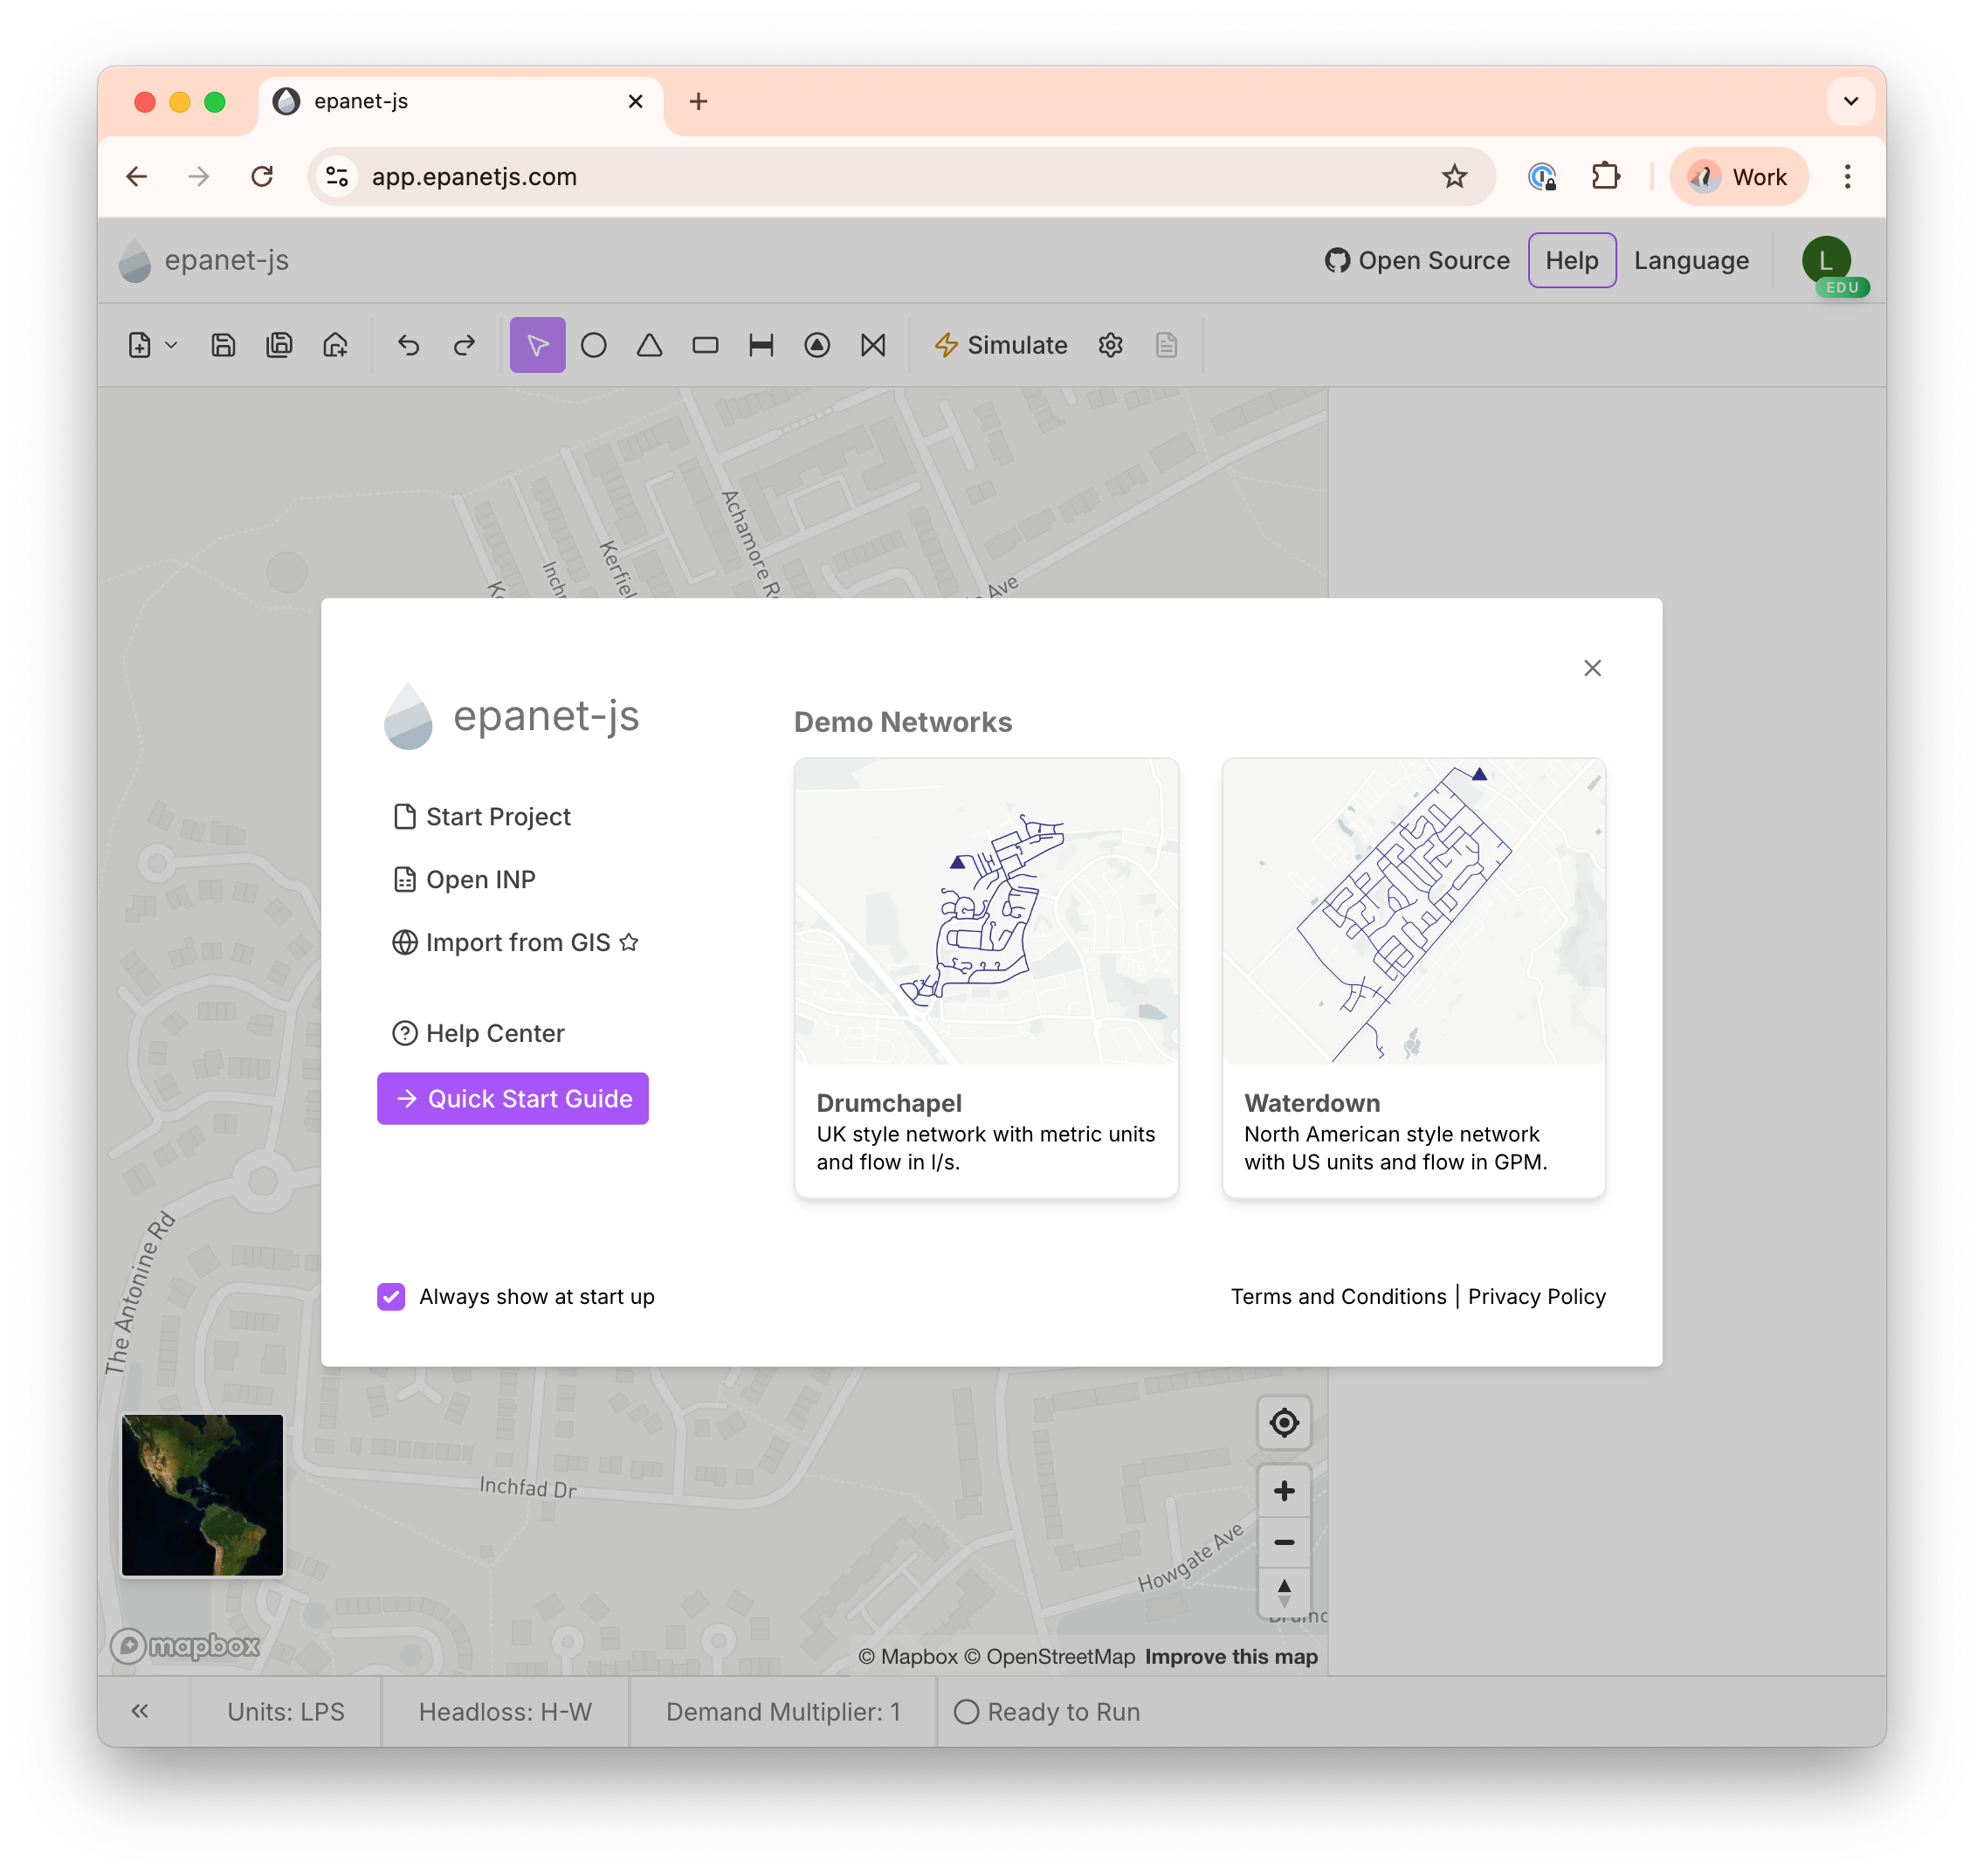 epanet-js
app.epanetjs.com
Work
epanet-js
Open Source
Help
Language
L
EDU
Simulate
Achamore
Ave
epanet-js
Start Project
Open INP
Import from GIS
Help Center
Quick Start Guide
Demo Networks
Drumchapel
UK style network with metric units
and flow in l/s.
Waterdown
North American style network
with US units and flow in GPM.
Always show at start up
Terms and Conditions | Privacy Policy
The Antonine Rd
Inchfad Dr
Howgate Ave
mapbox
© Mapbox © OpenStreetMap Improve this map
Units: LPS
Headloss: H-W
Demand Multiplier: 1
Ready to Run